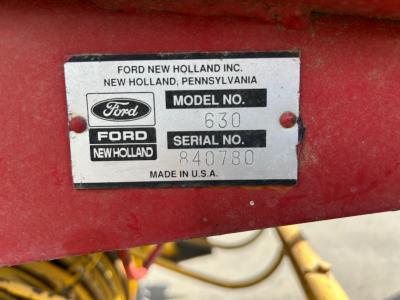 FORD NEW HOLLAND INC.
NEW HOLLAND, PENNSYLVANIA
Ford
FORD
NEW HOLLAND
MODEL NO.
630
SERIAL NO.
840780
MADE IN U.S.A.